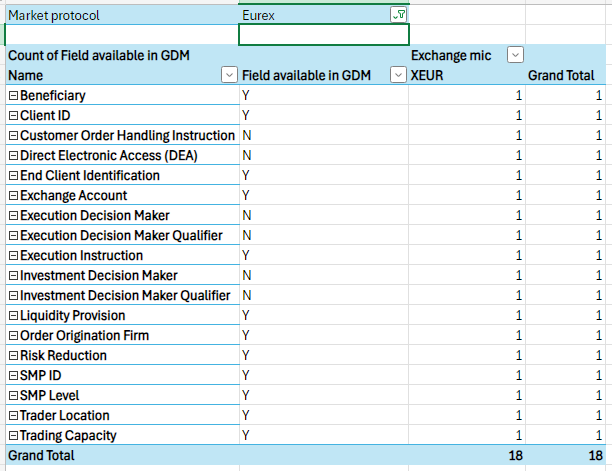 Market protocol Eurex
Count of Field available in GDM Exchange mic
Name Field available in GDM XEUR Grand Total
Beneficiary Y 1 1
Client ID Y 1 1
Customer Order Handling Instruction N 1 1
Direct Electronic Access (DEA) N 1 1
End Client Identification Y 1 1
Exchange Account Y 1 1
Execution Decision Maker N 1 1
Execution Decision Maker Qualifier N 1 1
Execution Instruction Y 1 1
Investment Decision Maker N 1 1
Investment Decision Maker Qualifier N 1 1
Liquidity Provision Y 1 1
Order Origination Firm Y 1 1
Risk Reduction Y 1 1
SMP ID Y 1 1
SMP Level Y 1 1
Trader Location Y 1 1
Trading Capacity Y 1 1
Grand Total 18 18